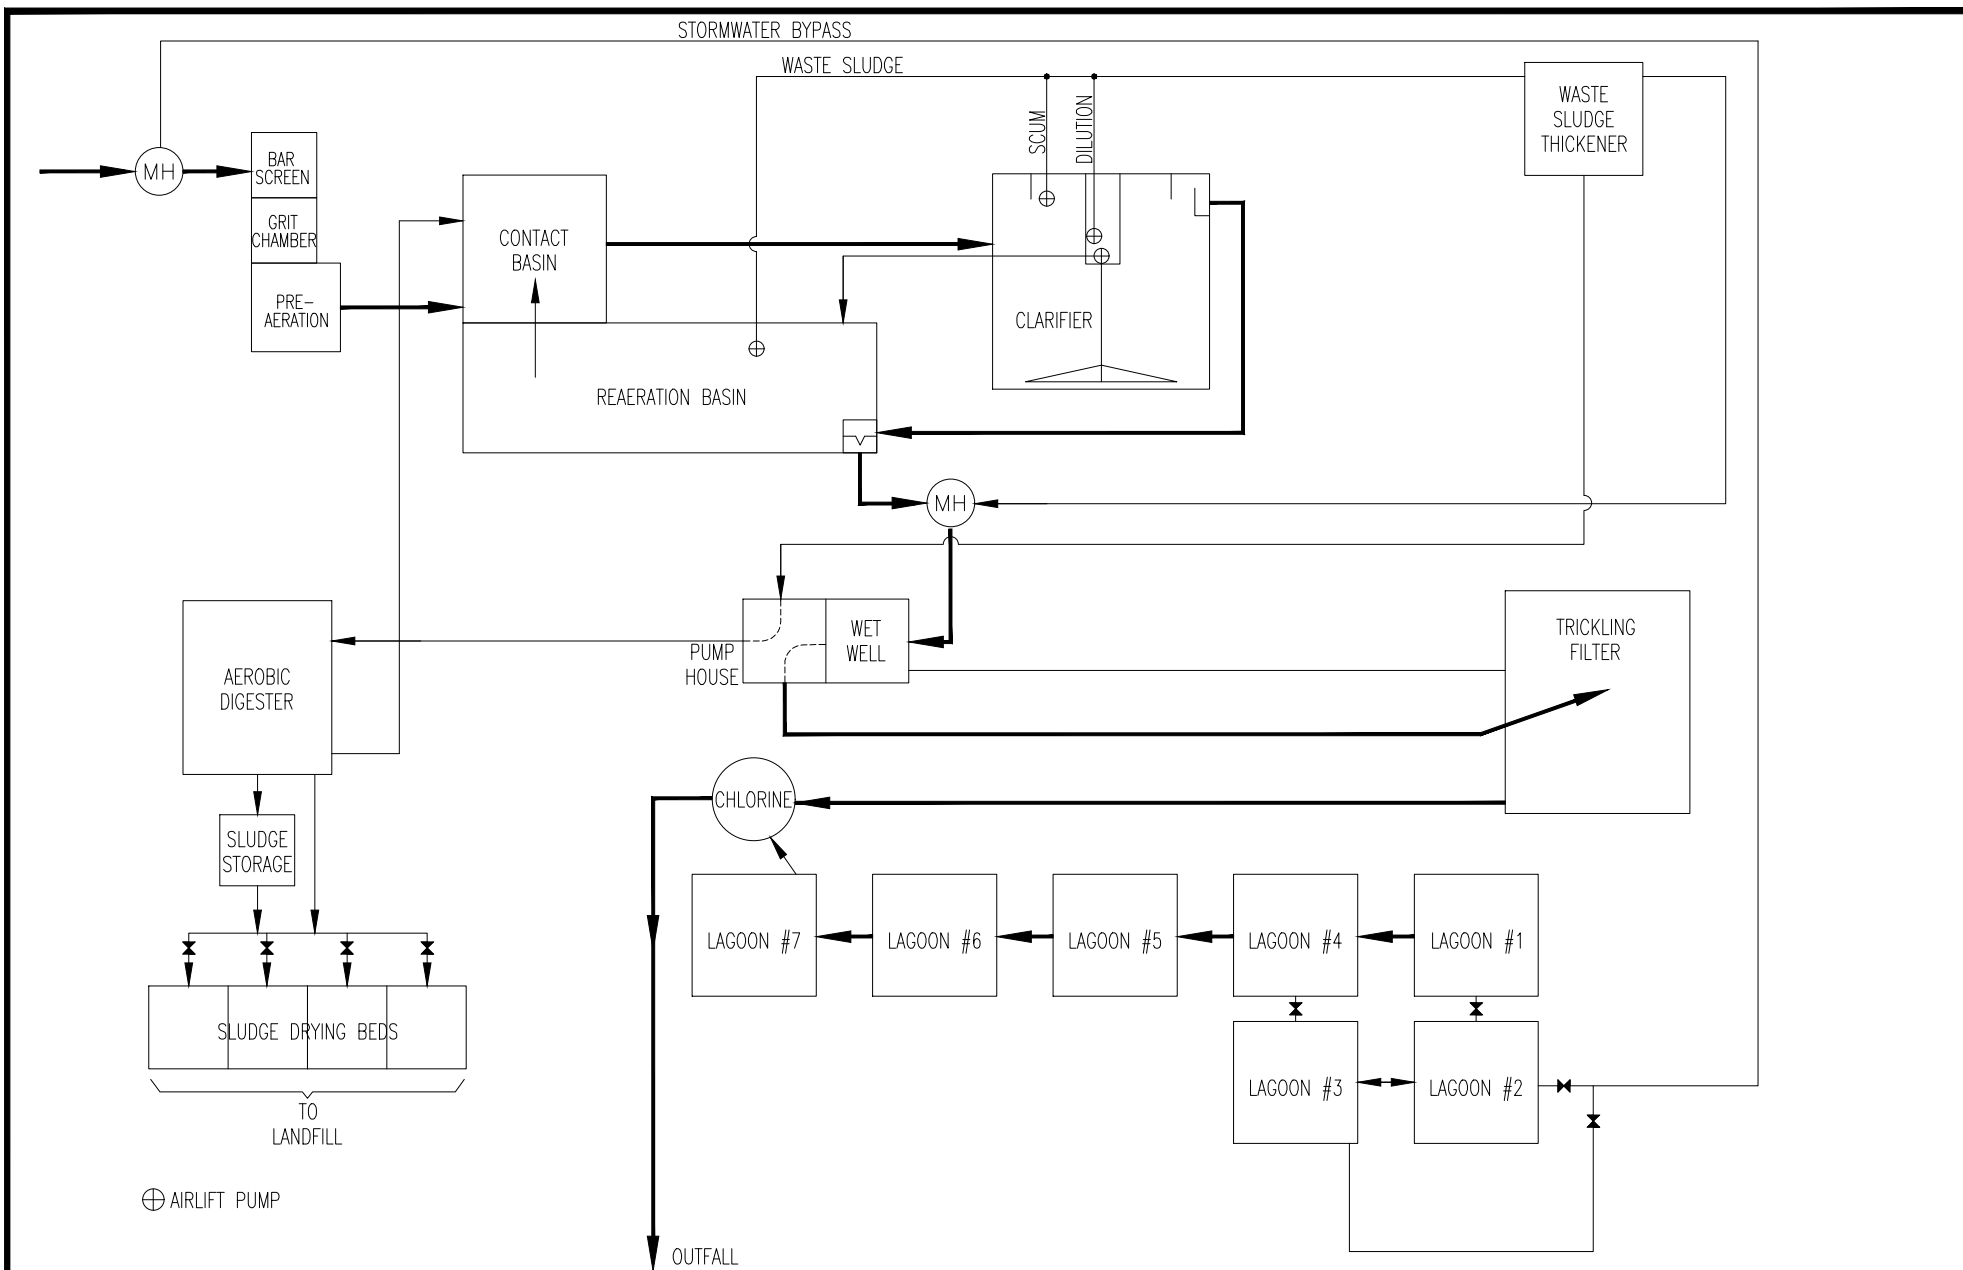 STORMWATER BYPASS
WASTE SLUDGE
SCUM
DILUTION
WASTE
SLUDGE
THICKENER
MH
BAR
SCREEN
GRIT
CHAMBER
PRE-
AERATION
CONTACT
BASIN
CLARIFIER
REAERATION BASIN
MH
AEROBIC
DIGESTER
PUMP
HOUSE
WET
WELL
TRICKLING
FILTER
CHLORINE
SLUDGE
STORAGE
LAGOON #7
LAGOON #6
LAGOON #5
LAGOON #4
LAGOON #1
SLUDGE DRYING BEDS
LAGOON #3
LAGOON #2
TO
LANDFILL
AIRLIFT PUMP
OUTFALL